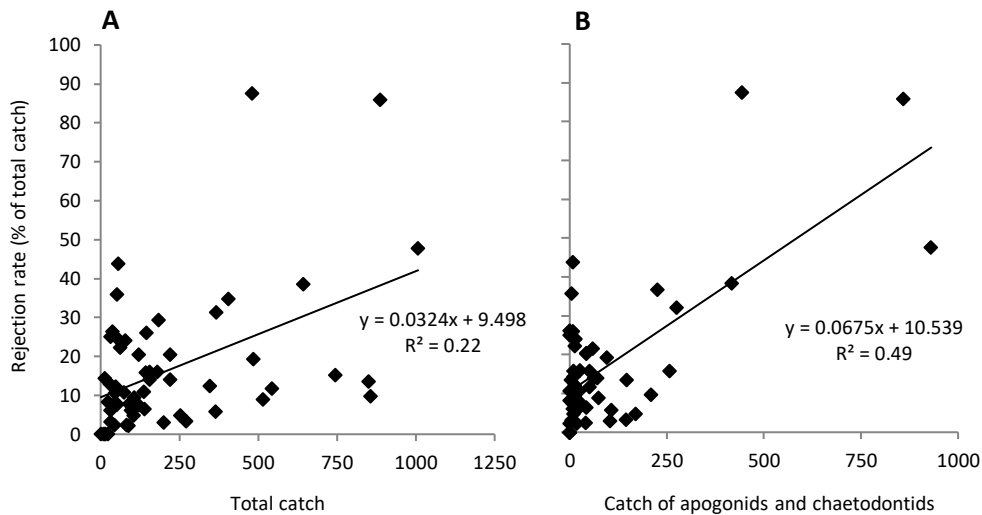 A B
Rejection rate (% of total catch)
100
90
80
70
60
50
40
30
20
10
0
y = 0.0324x + 9.498
R² = 0.22
y = 0.0675x + 10.539
R² = 0.49
0 250 500 750 1000 1250
0 250 500 750 1000
Total catch
Catch of apogonids and chaetodontids